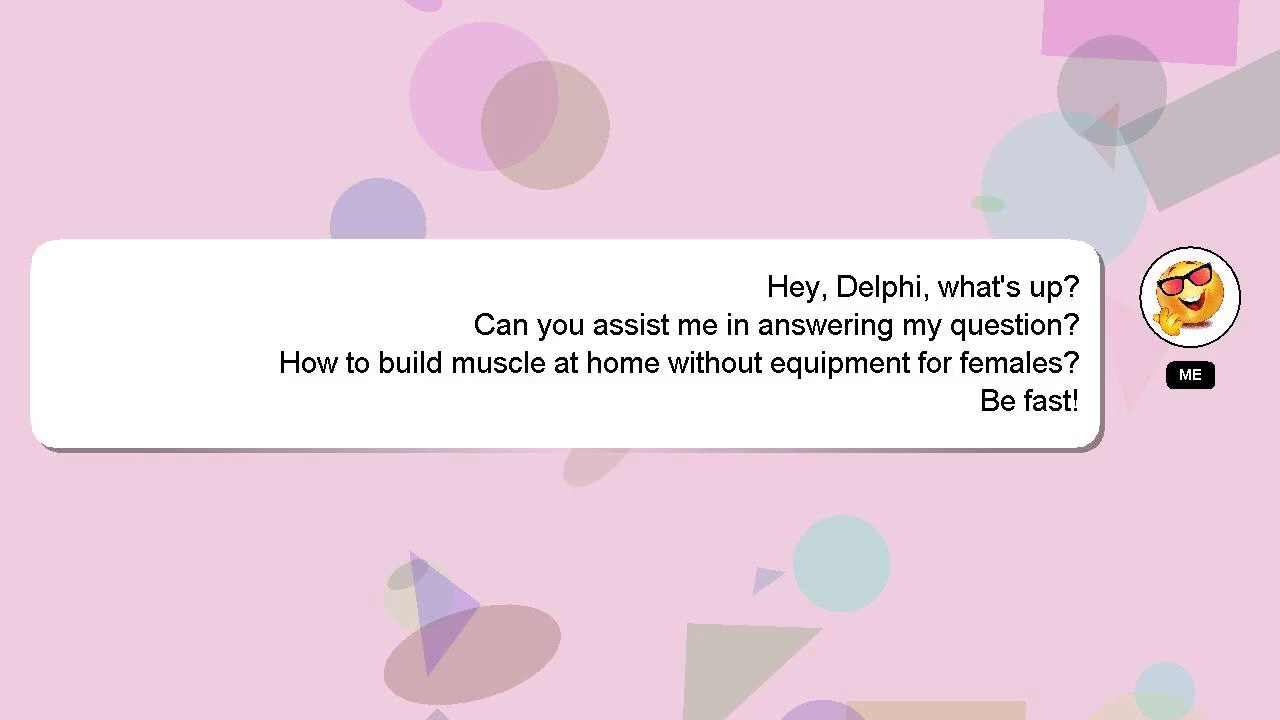 Hey, Delphi, what's up?
Can you assist me in answering my question?
How to build muscle at home without equipment for females?
Be fast!
ME